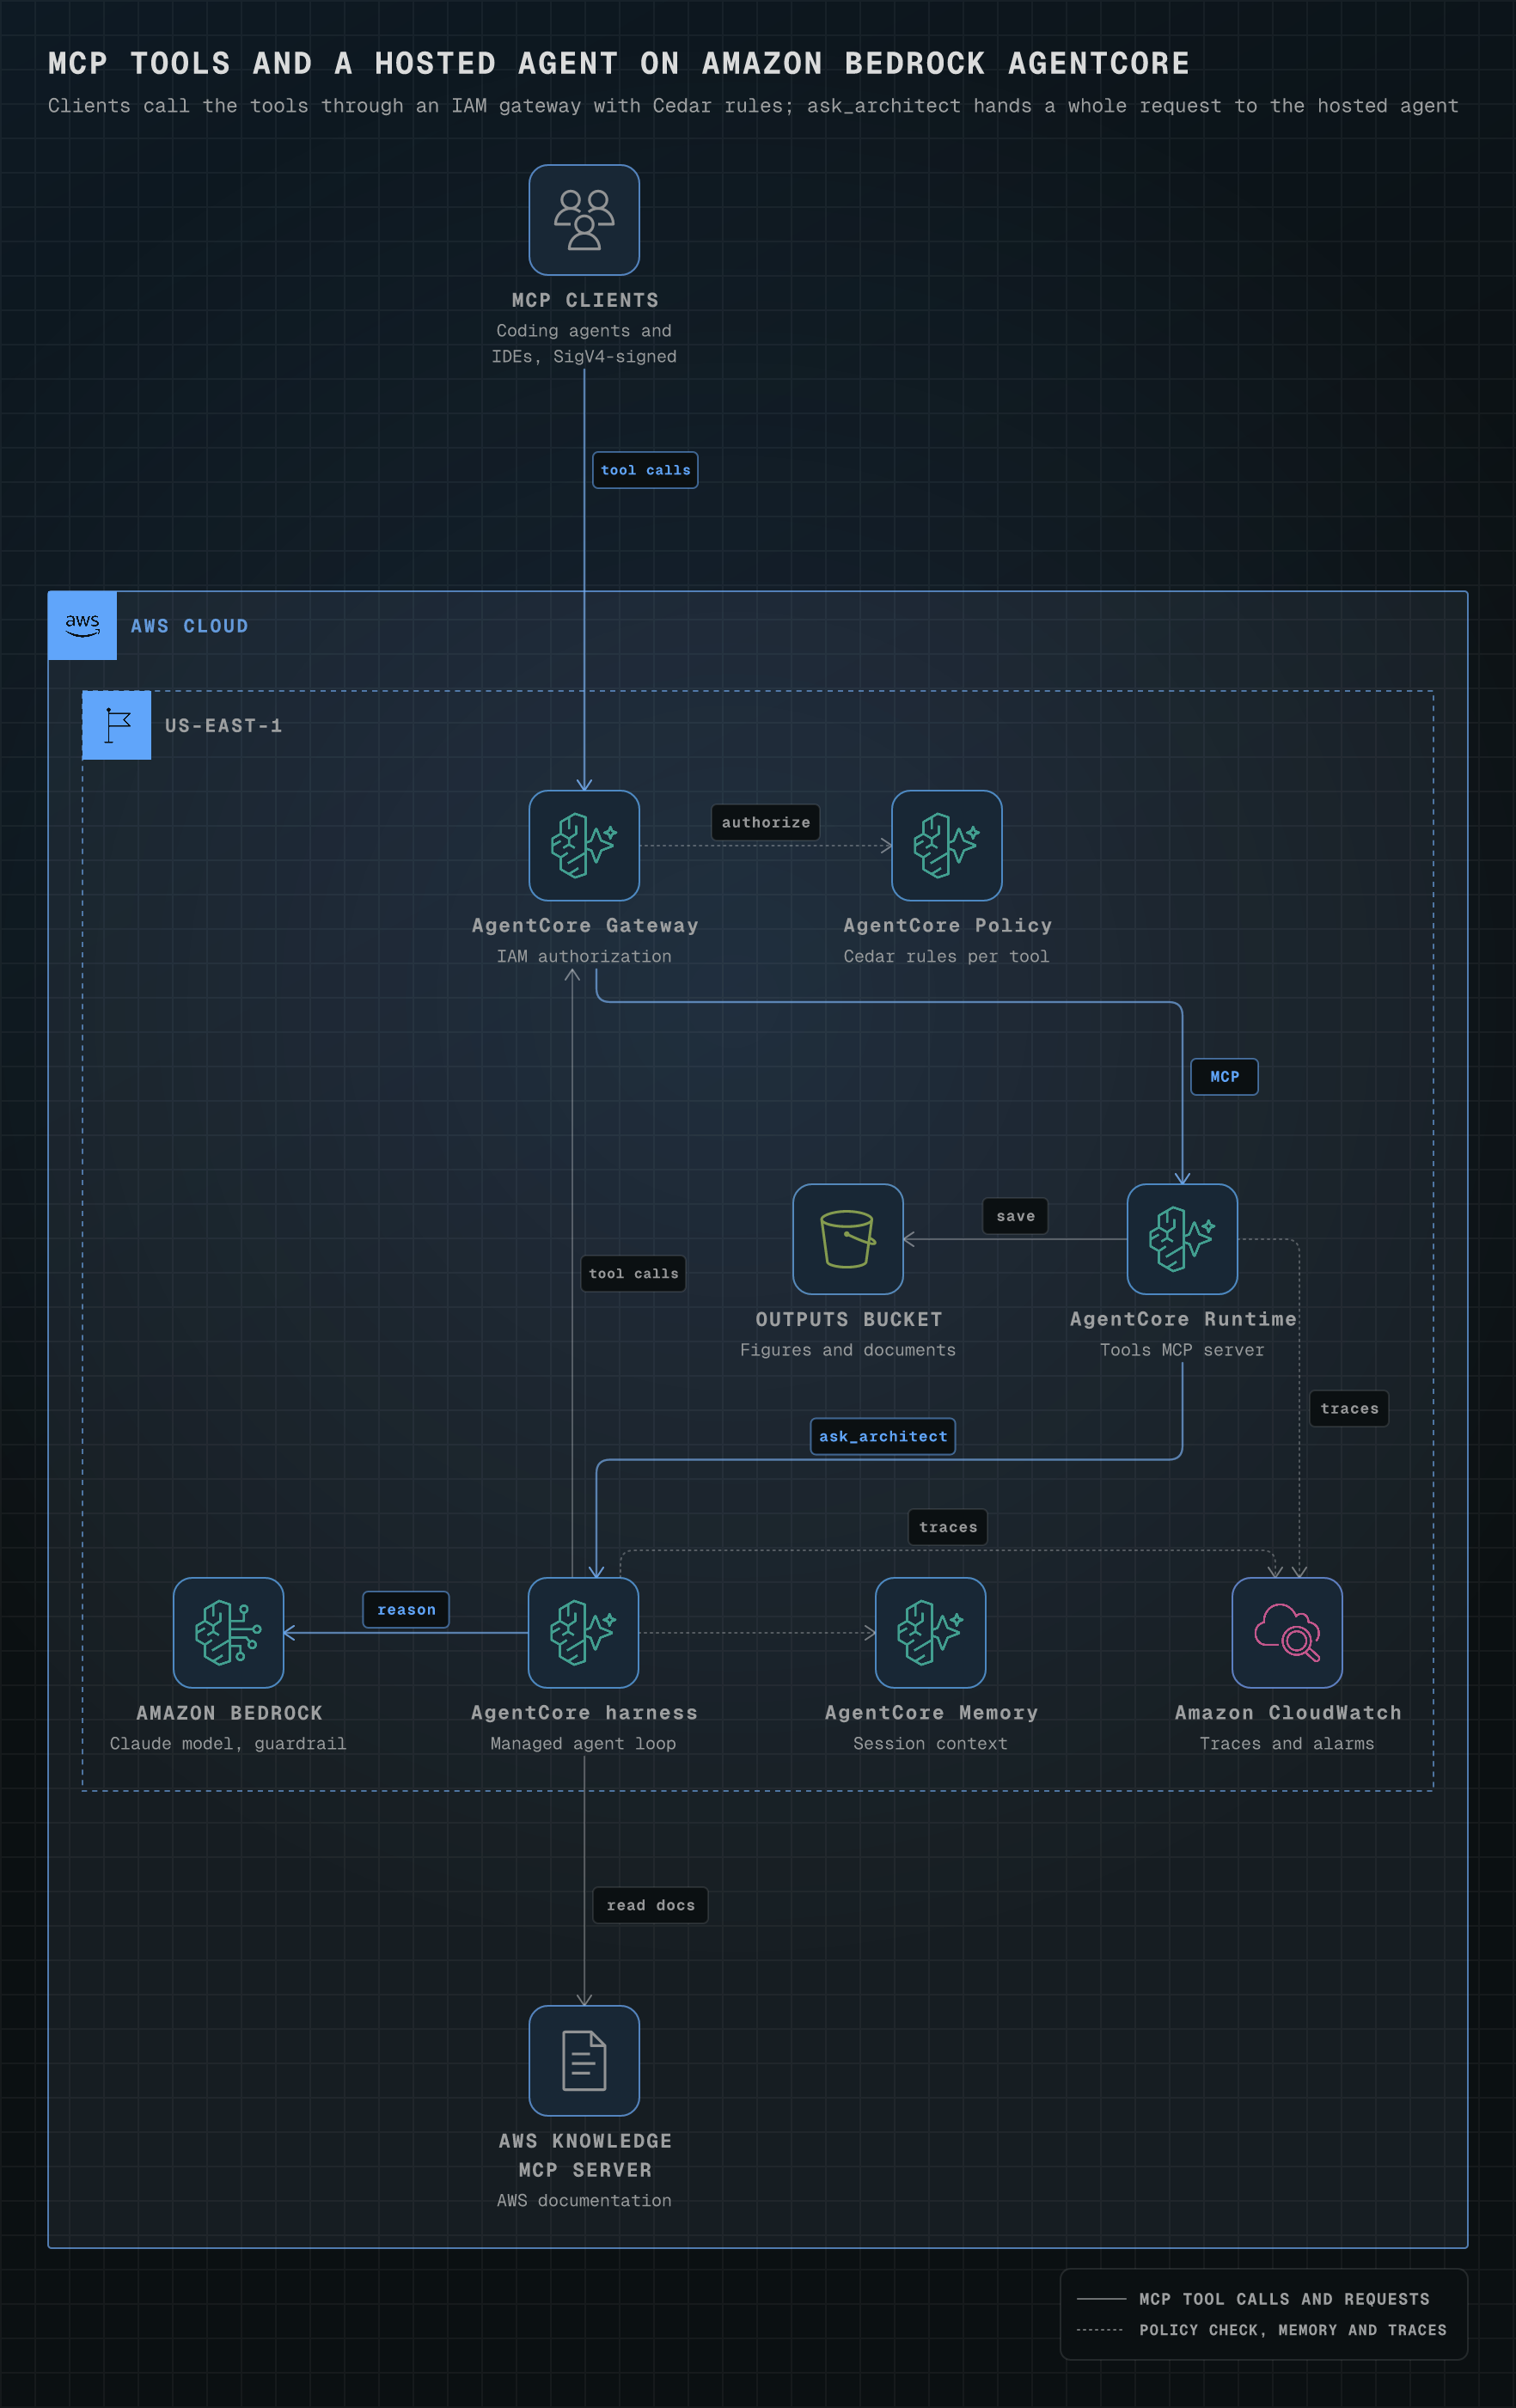 MCP TOOLS AND A HOSTED AGENT ON AMAZON BEDROCK AGENTCORE
Clients call the tools through an IAM gateway with Cedar rules; ask_architect hands a whole request to the hosted agent
MCP CLIENTS
Coding agents and
IDEs, SigV4-signed
tool calls
aws
AWS CLOUD
US-EAST-1
authorize
AgentCore Gateway
IAM authorization
AgentCore Policy
Cedar rules per tool
MCP
save
tool calls
OUTPUTS BUCKET
Figures and documents
AgentCore Runtime
Tools MCP server
traces
ask_architect
traces
reason
AMAZON BEDROCK
Claude model, guardrail
AgentCore harness
Managed agent loop
AgentCore Memory
Session context
Amazon CloudWatch
Traces and alarms
read docs
AWS KNOWLEDGE
MCP SERVER
AWS documentation
MCP TOOL CALLS AND REQUESTS
POLICY CHECK, MEMORY AND TRACES